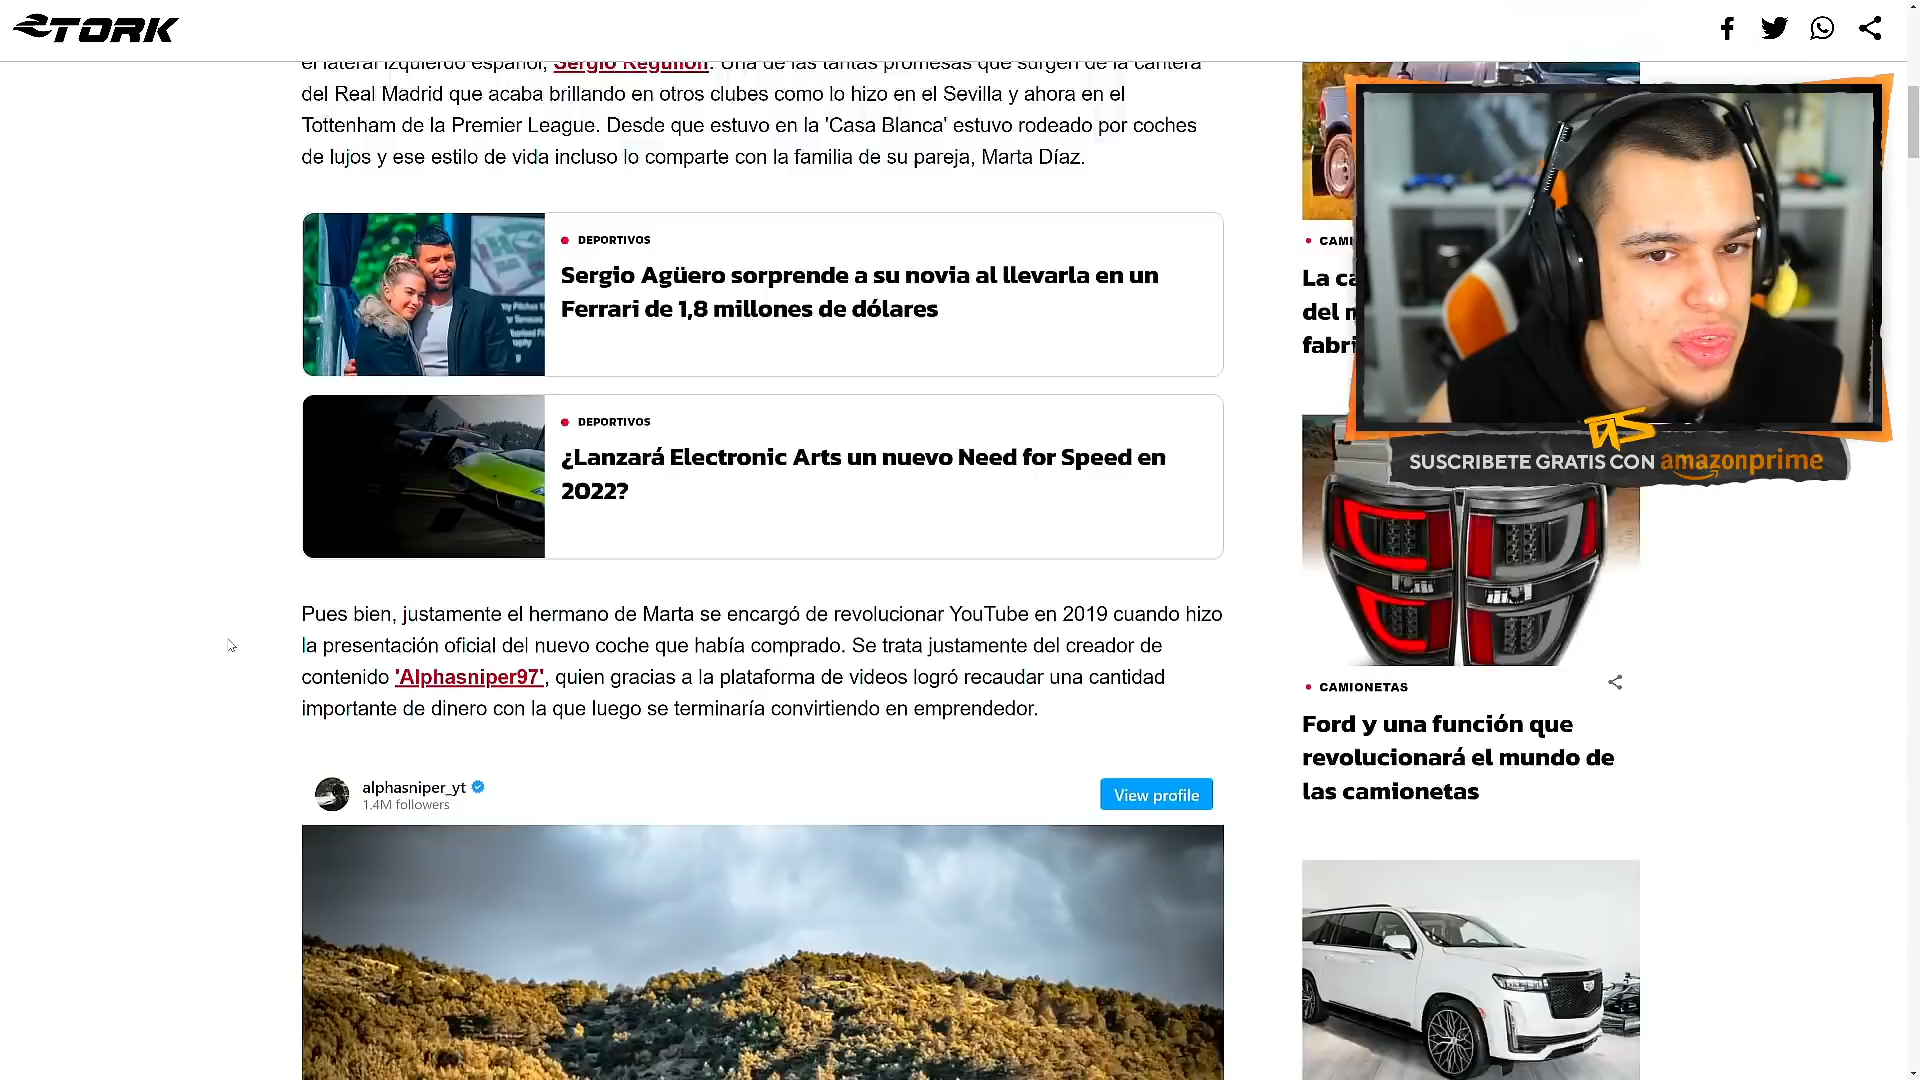 TORK
el lateral izquierdo español, Sergio Reguilón. Una de las tantas promesas que surgen de la cantera
del Real Madrid que acaba brillando en otros clubes como lo hizo en el Sevilla y ahora en el
Tottenham de la Premier League. Desde que estuvo en la 'Casa Blanca' estuvo rodeado por coches
de lujos y ese estilo de vida incluso lo comparte con la familia de su pareja, Marta Díaz.
DEPORTIVOS
Sergio Agüero sorprende a su novia al llevarla en un
Ferrari de 1,8 millones de dólares
DEPORTIVOS
¿Lanzará Electronic Arts un nuevo Need for Speed en
2022?
Pues bien, justamente el hermano de Marta se encargó de revolucionar YouTube en 2019 cuando hizo
la presentación oficial del nuevo coche que había comprado. Se trata justamente del creador de
contenido 'Alphasniper97', quien gracias a la plataforma de videos logró recaudar una cantidad
importante de dinero con la que luego se terminaría convirtiendo en emprendedor.
alphasniper_yt
1.4M followers
View profile
CAMI
La ca
del m
fabri
AS
SUSCRIBETE GRATIS CON amazonprime
CAMIONETAS
Ford y una función que
revolucionará el mundo de
las camionetas